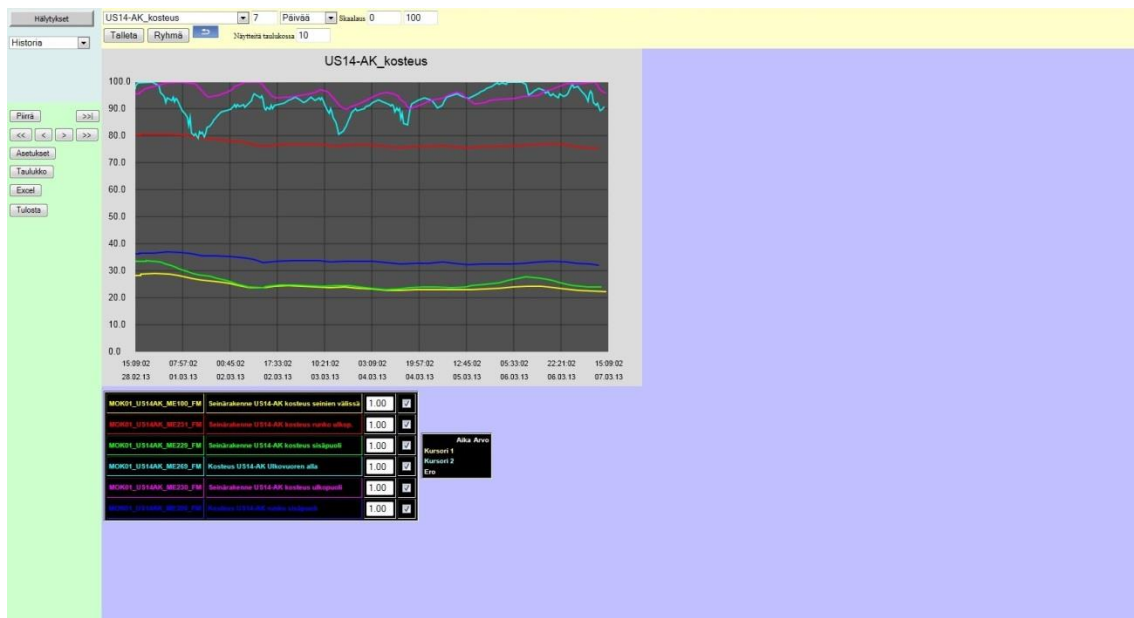 Hälytykset
US14-AK_kosteus 7 Päivää Skaalaus 0 100
Talleta Ryhmä Näytteitä taulukossa 10
Historia
US14-AK_kosteus
Piirrä >>|
<< < > >>
Asetukset
Taulukko
Excel
Tulosta
100.0
90.0
80.0
70.0
60.0
50.0
40.0
30.0
20.0
10.0
0.0
15:09:02 07:57:02 00:45:02 17:33:02 10:21:02 03:09:02 19:57:02 12:45:02 05:33:02 22:21:02 15:09:02
28.02.13 01.03.13 02.03.13 02.03.13 03.03.13 04.03.13 04.03.13 05.03.13 06.03.13 06.03.13 07.03.13
MOK01_US14AK_ME100_FM Seinärakenne US14-AK kosteus seinien välissä 1.00
MOK01_US14AK_ME231_FM Seinärakenne US14-AK kosteus runko ulkop. 1.00
MOK01_US14AK_ME229_FM Seinärakenne US14-AK kosteus sisäpuoli 1.00
MOK01_US14AK_ME269_FM Kosteus US14-AK Ulkovuoren alla 1.00
MOK01_US14AK_ME230_FM Seinärakenne US14-AK kosteus ulkopuoli 1.00
Kosteus US14-AK runko sisäpuoli 1.00
Aika Arvo
Kursori 1
Kursori 2
Ero